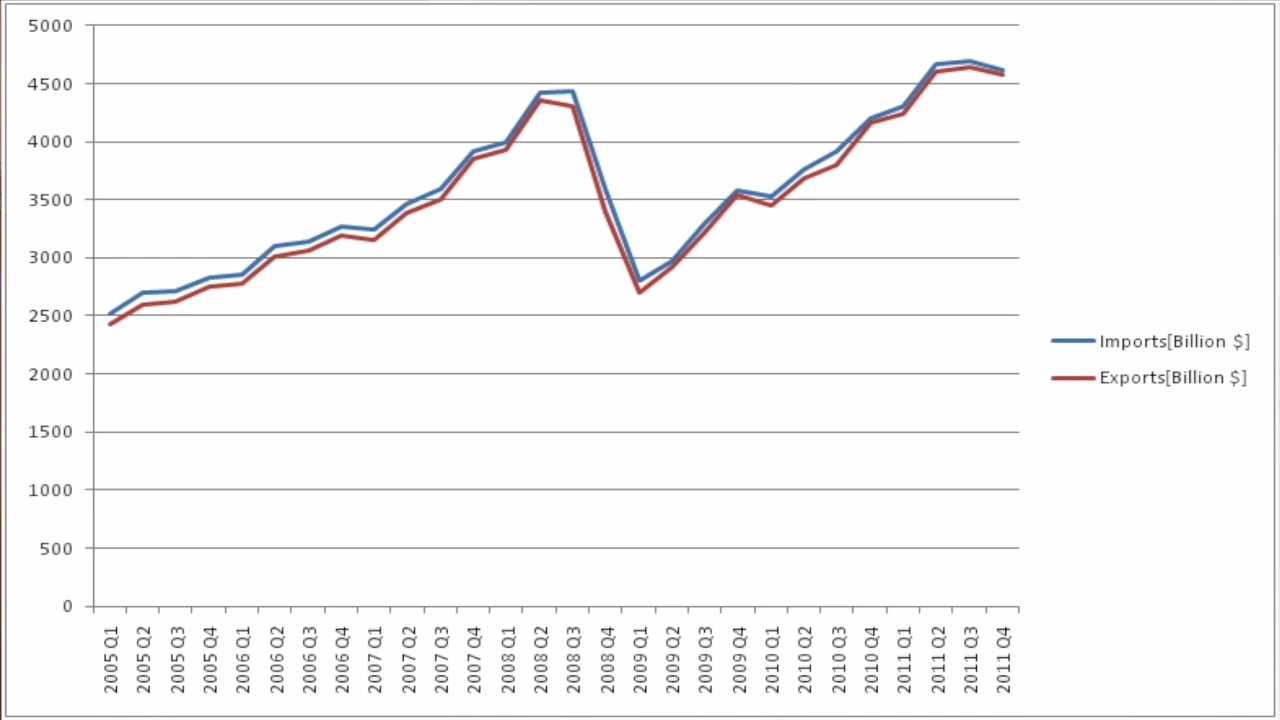 5000
4500
4000
3500
3000
2500
2000
1500
1000
500
0
2005 Q1
2005 Q2
2005 Q3
2005 Q4
2006 Q1
2006 Q2
2006 Q3
2006 Q4
2007 Q1
2007 Q2
2007 Q3
2007 Q4
2008 Q1
2008 Q2
2008 Q3
2008 Q4
2009 Q1
2009 Q2
2009 Q3
2009 Q4
2010 Q1
2010 Q2
2010 Q3
2010 Q4
2011 Q1
2011 Q2
2011 Q3
2011 Q4
Imports[Billion $]
Exports[Billion $]